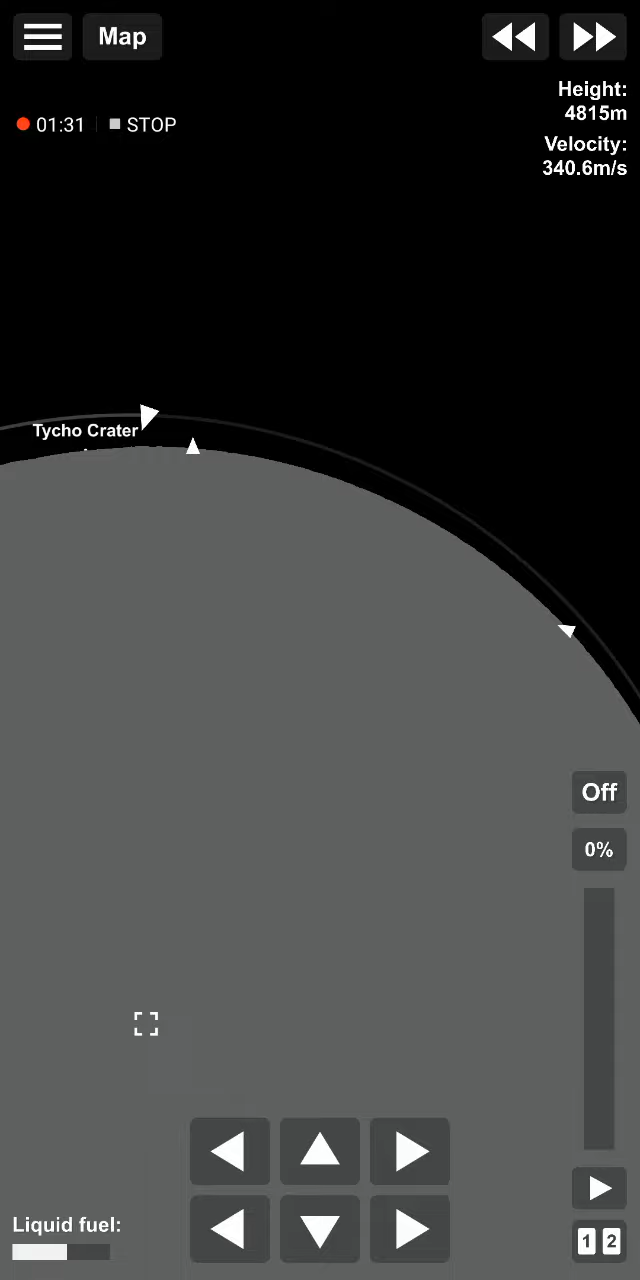 Map
Height:
4815m
01:31
STOP
Velocity:
340.6m/s
Tycho Crater
Off
0%
Liquid fuel:
1 2